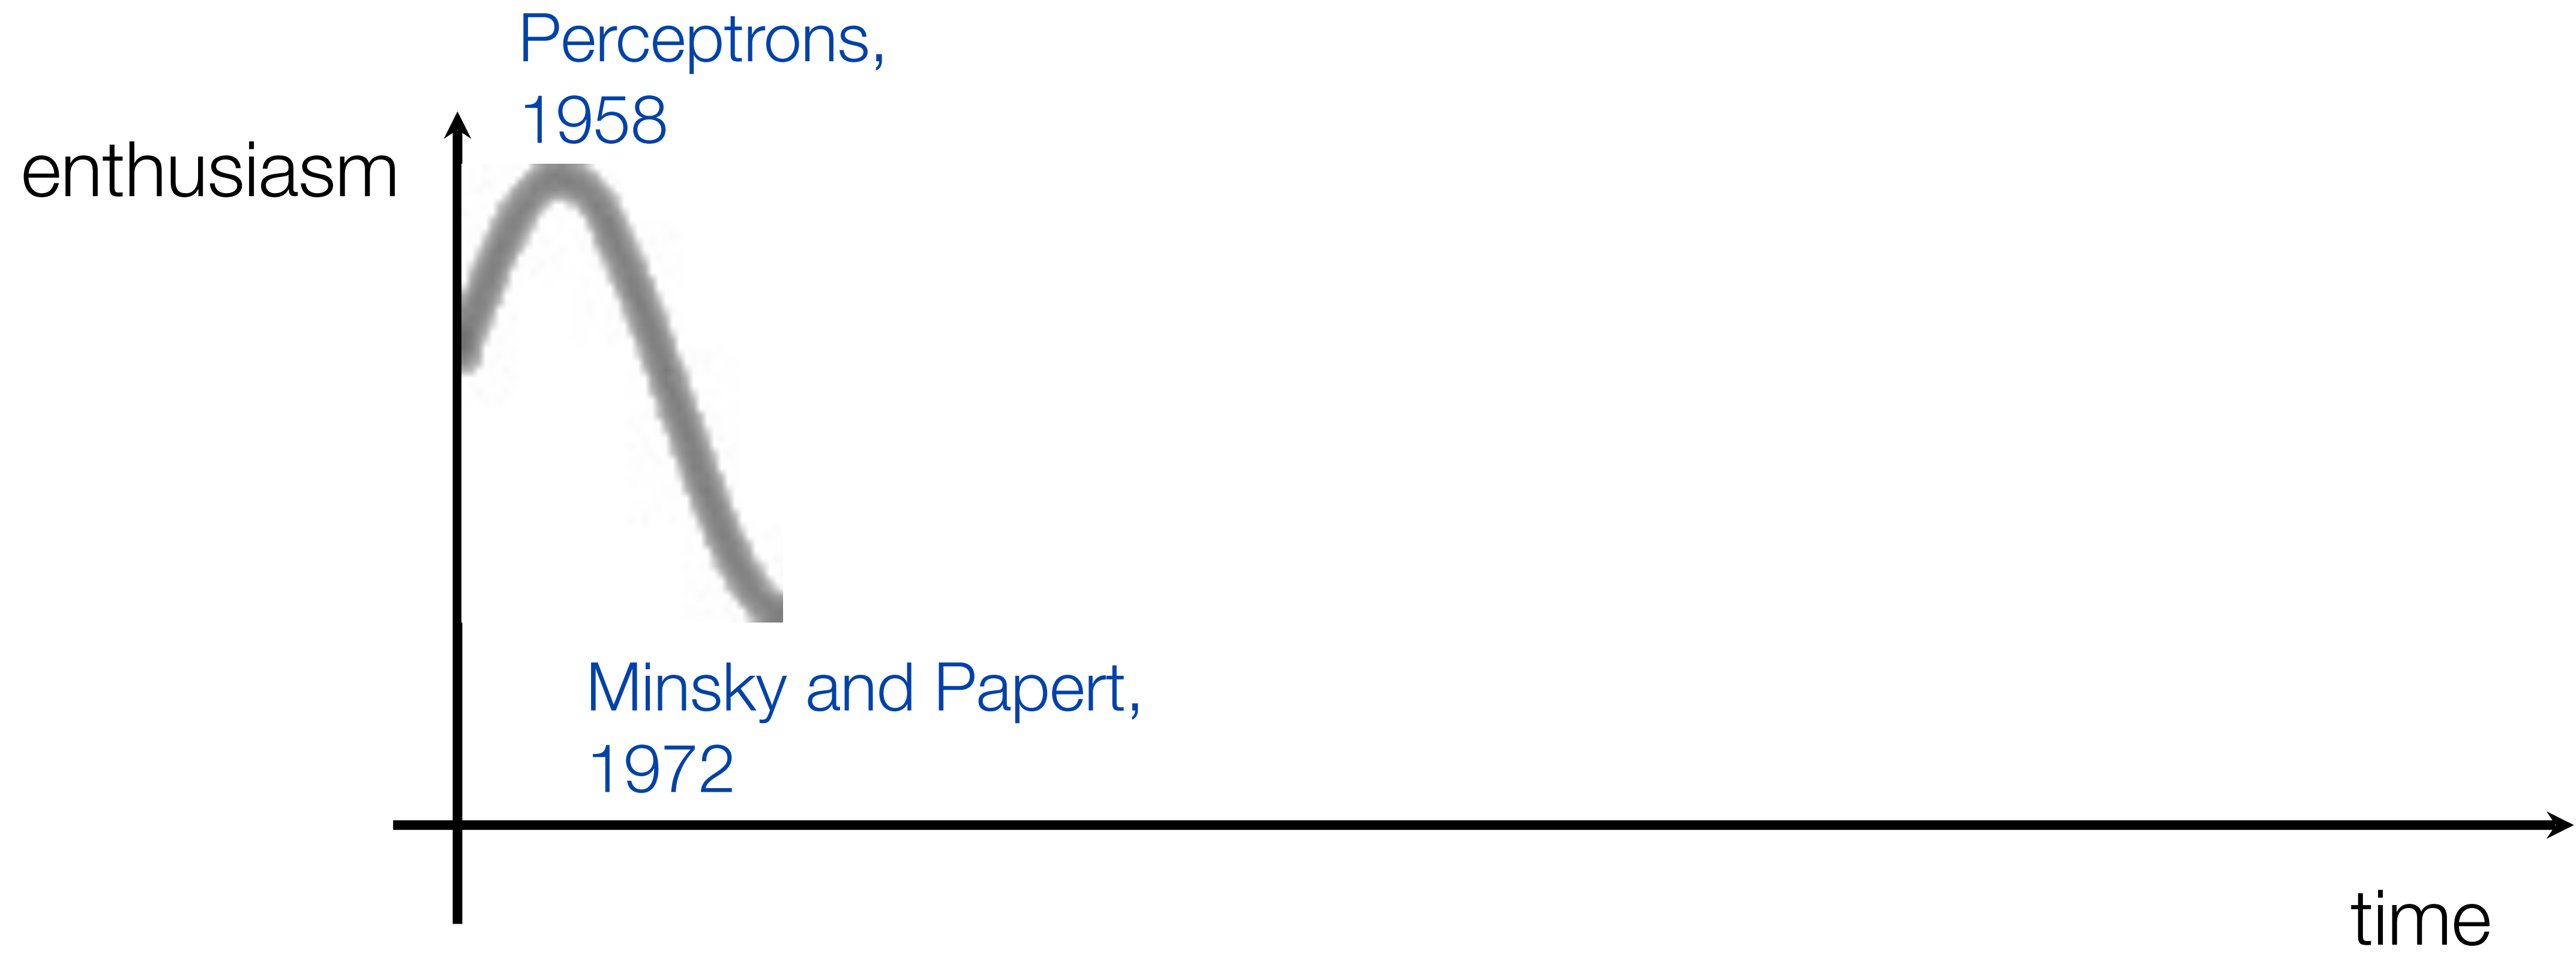 Perceptrons,
1958
enthusiasm
Minsky and Papert,
1972
time